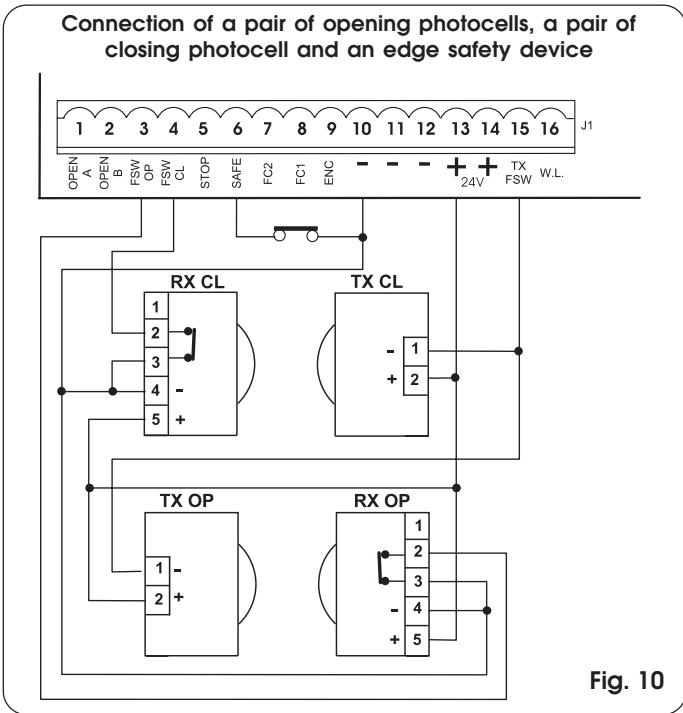 Connection of a pair of opening photocells, a pair of
closing photocell and an edge safety device
1 2 3 4 5 6 7 8 9 10 11 12 13 14 15 16 J1
OPEN A
OPEN B
FSW OP
FSW CL
STOP
SAFE
FC2
FC1
ENC
- - - + +
24V
TX FSW
W.L.
RX CL
1
2
3
4 -
5 +
TX CL
- 1
+ 2
TX OP
1 -
2 +
RX OP
1
2
3
- 4
+ 5
Fig. 10